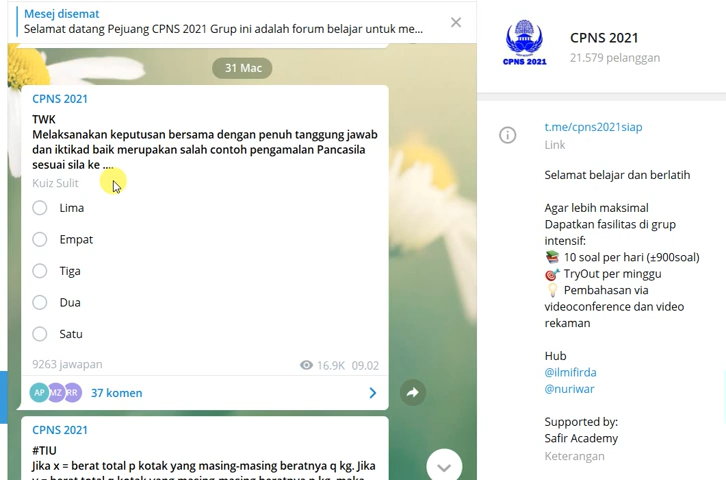 Mesej disemat
Selamat datang Pejuang CPNS 2021 Grup ini adalah forum belajar untuk me...
31 Mac
CPNS 2021
TWK
Melaksanakan keputusan bersama dengan penuh tanggung jawab
dan iktikad baik merupakan salah contoh pengamalan Pancasila
sesuai sila ke ....
Kuiz Sulit
Lima
Empat
Tiga
Dua
Satu
9263 jawapan
16.9K 09.02
AP MZ RR 37 komen
CPNS 2021
#TIU
Jika x = berat total p kotak yang masing-masing beratnya q kg. Jika
CPNS 2021
CPNS 2021
21.579 pelanggan
t.me/cpns2021siap
Link
Selamat belajar dan berlatih
Agar lebih maksimal
Dapatkan fasilitas di grup
intensif:
10 soal per hari (±900soal)
TryOut per minggu
Pembahasan via
videoconference dan video
rekaman
Hub
@ilmifirda
@nuriwar
Supported by:
Safir Academy
Keterangan